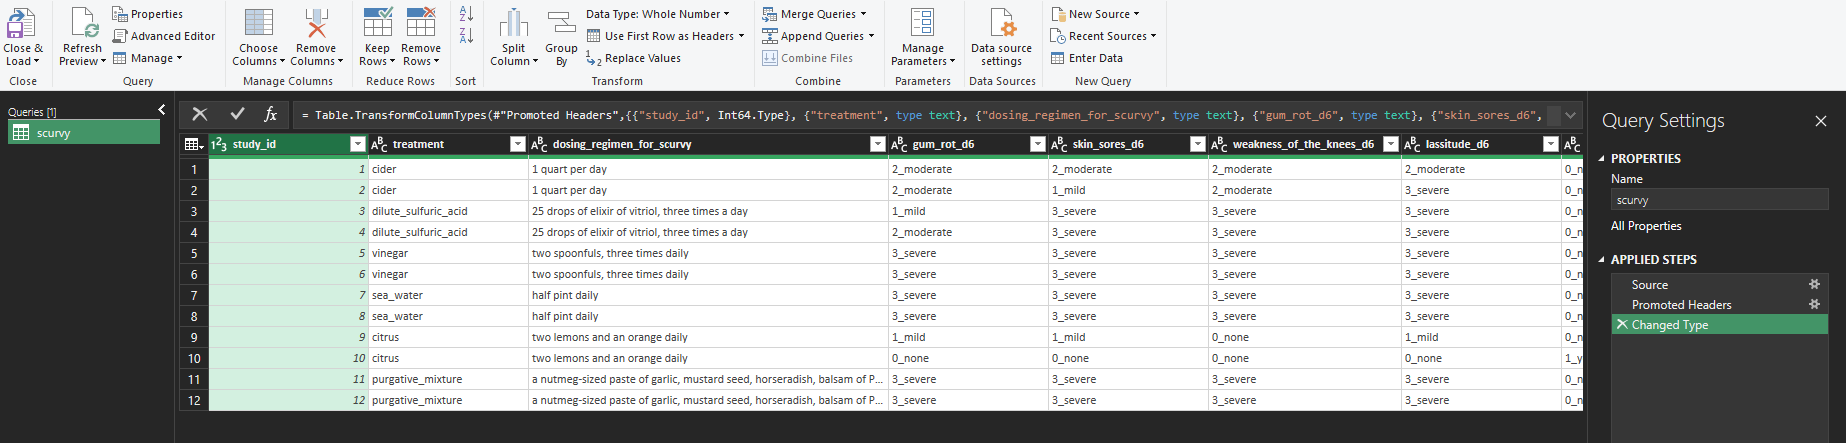 Close & Load
Close
Refresh Preview
Properties
Advanced Editor
Manage
Query
Choose Columns
Remove Columns
Manage Columns
Keep Rows
Remove Rows
Reduce Rows
A Z
Z A
Sort
Split Column
Group By
Data Type: Whole Number
Use First Row as Headers
1 2 Replace Values
Transform
Merge Queries
Append Queries
Combine Files
Combine
Manage Parameters
Parameters
Data source settings
Data Sources
New Source
Recent Sources
Enter Data
New Query
Queries [1]
scurvy
fx
= Table.TransformColumnTypes(#"Promoted Headers",{{"study_id", Int64.Type}, {"treatment", type text}, {"dosing_regimen_for_scurvy", type text}, {"gum_rot_d6", type text}, {"skin_sores_d6",
123 study_id ABC treatment ABC dosing_regimen_for_scurvy ABC gum_rot_d6 ABC skin_sores_d6 ABC weakness_of_the_knees_d6 ABC lassitude_d6 ABC
1 1 cider 1 quart per day 2_moderate 2_moderate 2_moderate 2_moderate 0_n
2 2 cider 1 quart per day 2_moderate 1_mild 2_moderate 3_severe 0_n
3 3 dilute_sulfuric_acid 25 drops of elixir of vitriol, three times a day 1_mild 3_severe 3_severe 3_severe 0_n
4 4 dilute_sulfuric_acid 25 drops of elixir of vitriol, three times a day 2_moderate 3_severe 3_severe 3_severe 0_n
5 5 vinegar two spoonfuls, three times daily 3_severe 3_severe 3_severe 3_severe 0_n
6 6 vinegar two spoonfuls, three times daily 3_severe 3_severe 3_severe 3_severe 0_n
7 7 sea_water half pint daily 3_severe 3_severe 3_severe 3_severe 0_n
8 8 sea_water half pint daily 3_severe 3_severe 3_severe 3_severe 0_n
9 9 citrus two lemons and an orange daily 1_mild 1_mild 0_none 1_mild 0_n
10 10 citrus two lemons and an orange daily 0_none 0_none 0_none 0_none 1_y
11 11 purgative_mixture a nutmeg-sized paste of garlic, mustard seed, horseradish, balsam of P... 3_severe 3_severe 3_severe 3_severe 0_n
12 12 purgative_mixture a nutmeg-sized paste of garlic, mustard seed, horseradish, balsam of P... 3_severe 3_severe 3_severe 3_severe 0_n
Query Settings
PROPERTIES
Name
scurvy
All Properties
APPLIED STEPS
Source
Promoted Headers
Changed Type